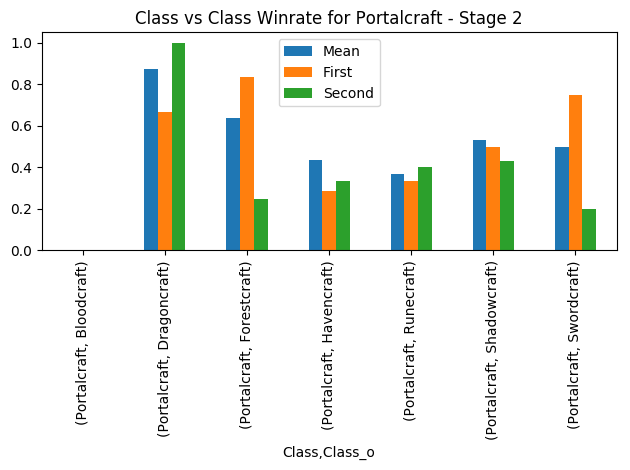 Class vs Class Winrate for Portalcraft - Stage 2
Mean
First
Second
1.0
0.8
0.6
0.4
0.2
0.0
(Portalcraft, Bloodcraft)
(Portalcraft, Dragoncraft)
(Portalcraft, Forestcraft)
(Portalcraft, Havencraft)
(Portalcraft, Runecraft)
(Portalcraft, Shadowcraft)
(Portalcraft, Swordcraft)
Class,Class_o